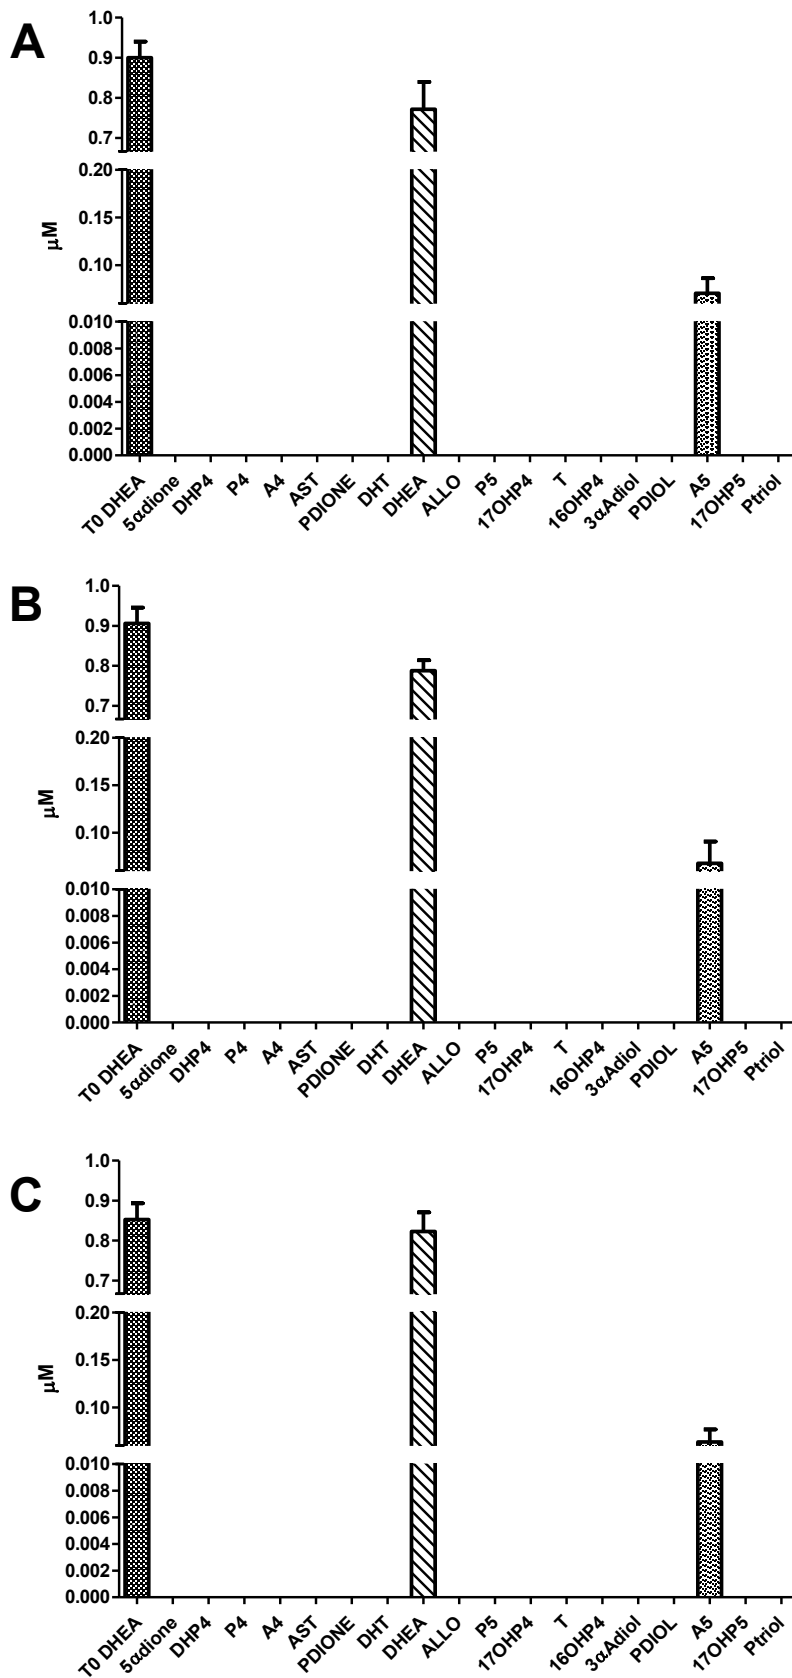 A
1.0
0.9
0.8
0.7
0.20
0.15
0.10
0.010
0.008
0.006
0.004
0.002
0.000
µM
T0 DHEA
5αdione
DHP4
P4
A4
AST
PDIONE
DHT
DHEA
ALLO
P5
17OHP4
T
16OHP4
3αAdiol
PDIOL
A5
17OHP5
Ptriol
B
1.0
0.9
0.8
0.7
0.20
0.15
0.10
0.010
0.008
0.006
0.004
0.002
0.000
µM
T0 DHEA
5αdione
DHP4
P4
A4
AST
PDIONE
DHT
DHEA
ALLO
P5
17OHP4
T
16OHP4
3αAdiol
PDIOL
A5
17OHP5
Ptriol
C
1.0
0.9
0.8
0.7
0.20
0.15
0.10
0.010
0.008
0.006
0.004
0.002
0.000
µM
T0 DHEA
5αdione
DHP4
P4
A4
AST
PDIONE
DHT
DHEA
ALLO
P5
17OHP4
T
16OHP4
3αAdiol
PDIOL
A5
17OHP5
Ptriol